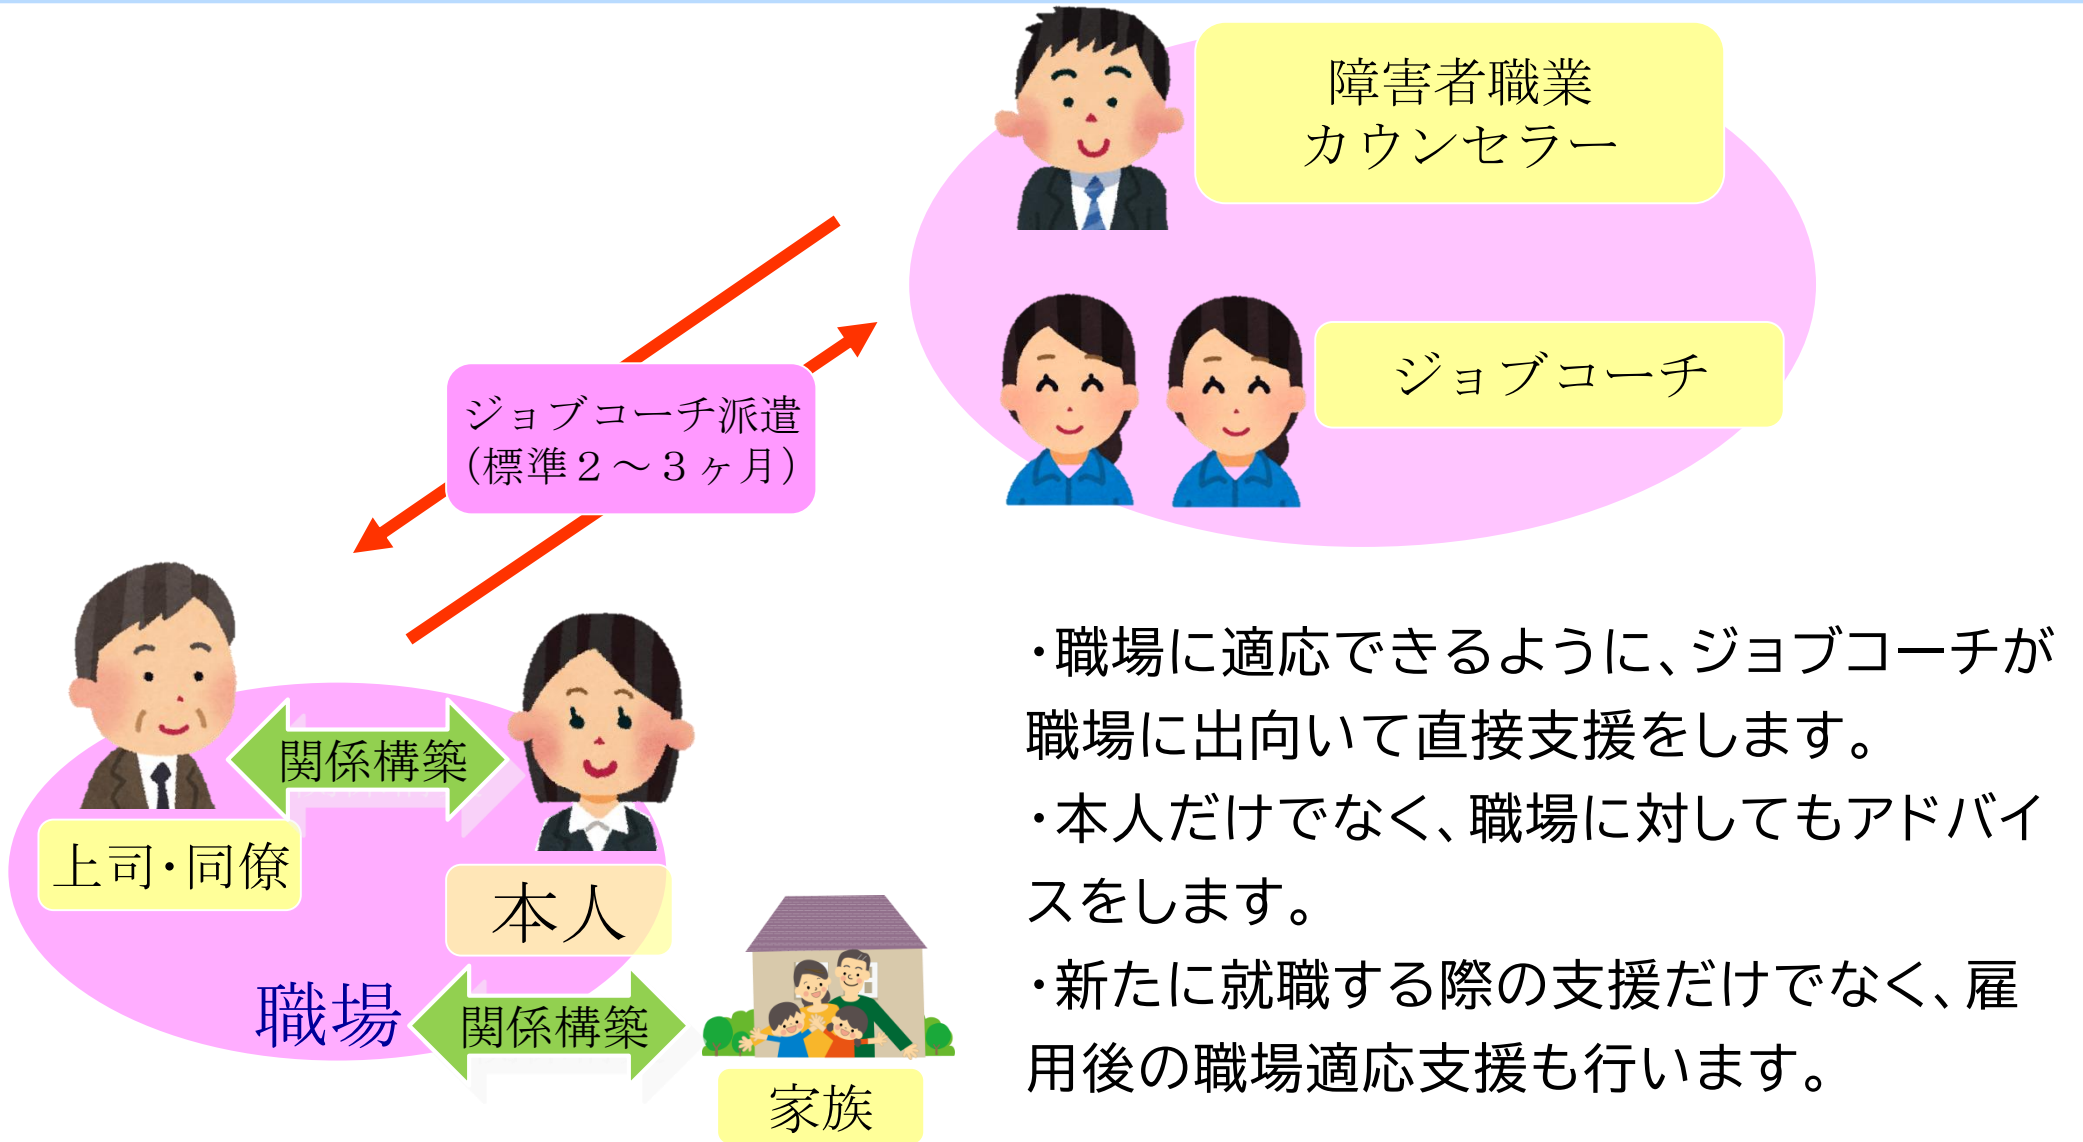 障害者職業
カウンセラー
ジョブコーチ
ジョブコーチ派遣
（標準２～３ヶ月）
関係構築
上司・同僚
本人
職場
関係構築
家族
・職場に適応できるように、ジョブコーチが
職場に出向いて直接支援をします。
・本人だけでなく、職場に対してもアドバイ
スをします。
・新たに就職する際の支援だけでなく、雇
用後の職場適応支援も行います。